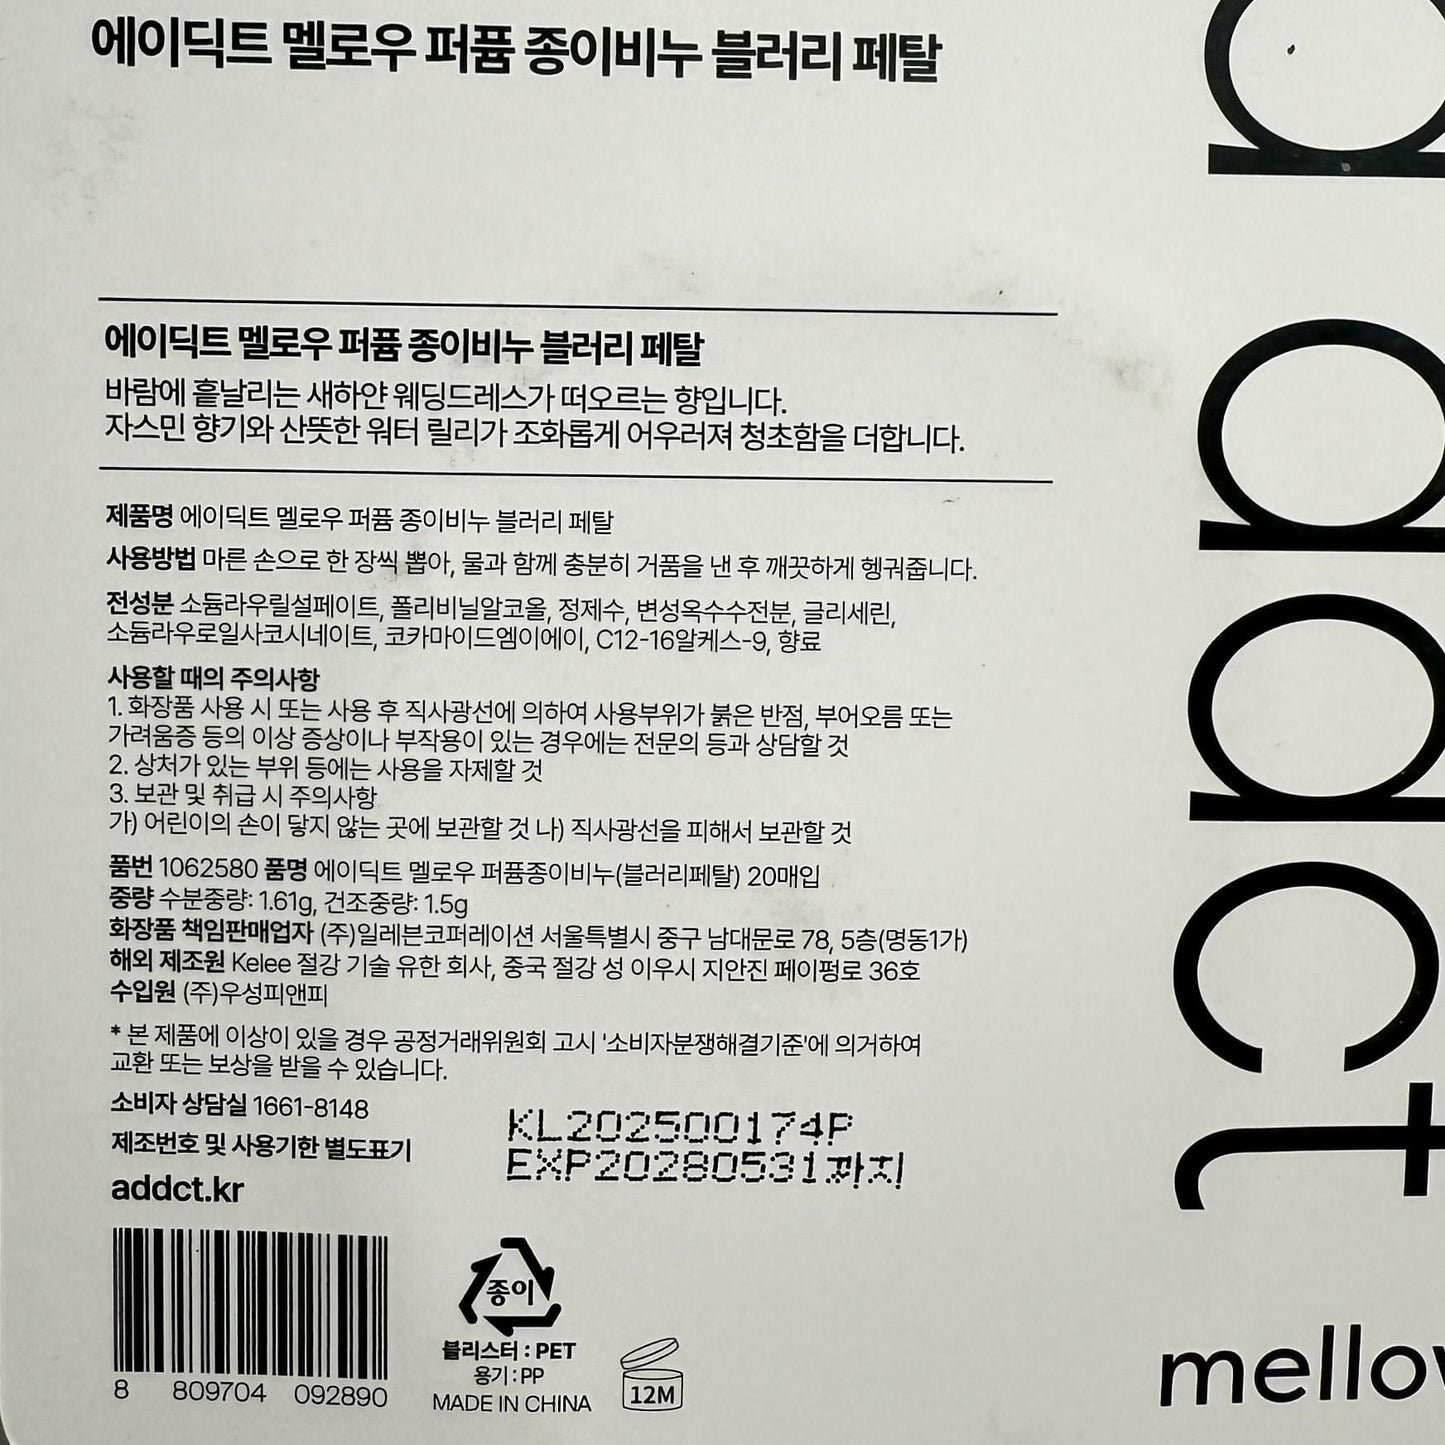 에이딕트 멜로우 퍼퓸 종이비누 블러리 페탈
에이딕트 멜로우 퍼퓸 종이비누 블러리 페탈
바람에 흩날리는 새하얀 웨딩드레스가 떠오르는 향입니다.
자스민 향기와 산뜻한 워터 릴리가 조화롭게 어우러져 청초함을 더합니다.
제품명 에이딕트 멜로우 퍼퓸 종이비누 블러리 페탈
사용방법 마른 손으로 한 장씩 뽑아, 물과 함께 충분히 거품을 낸 후 깨끗하게 헹궈줍니다.
전성분 소듐라우릴설페이트, 폴리비닐알코올, 정제수, 변성옥수수전분, 글리세린,
소듐라우로일사코시네이트, 코카마이드엠이에이, C12-16알케스-9, 향료
사용할 때의 주의사항
1. 화장품 사용 시 또는 사용 후 직사광선에 의하여 사용부위가 붉은 반점, 부어오름 또는
가려움증 등의 이상 증상이나 부작용이 있는 경우에는 전문의 등과 상담할 것
2. 상처가 있는 부위 등에는 사용을 자제할 것
3. 보관 및 취급 시 주의사항
가) 어린이의 손이 닿지 않는 곳에 보관할 것 나) 직사광선을 피해서 보관할 것
품번 1062580 품명 에이딕트 멜로우 퍼퓸종이비누(블러리페탈) 20매입
중량 수분중량: 1.61g, 건조중량: 1.5g
화장품 책임판매업자 (주)일레븐코퍼레이션 서울특별시 중구 남대문로 78, 5층(명동1가)
해외 제조원 Kelee 절강 기술 유한 회사, 중국 절강 성 이우시 지안진 페이펑로 36호
수입원 (주)우성피앤피
* 본 제품에 이상이 있을 경우 공정거래위원회 고시 '소비자분쟁해결기준'에 의거하여
교환 또는 보상을 받을 수 있습니다.
소비자 상담실 1661-8148
제조번호 및 사용기한 별도표기
KL202500174P
EXP20280531까지
addct.kr
8 809704 092890
종이
블리스터 : PET
용기 : PP
MADE IN CHINA
12M
addct
mellow